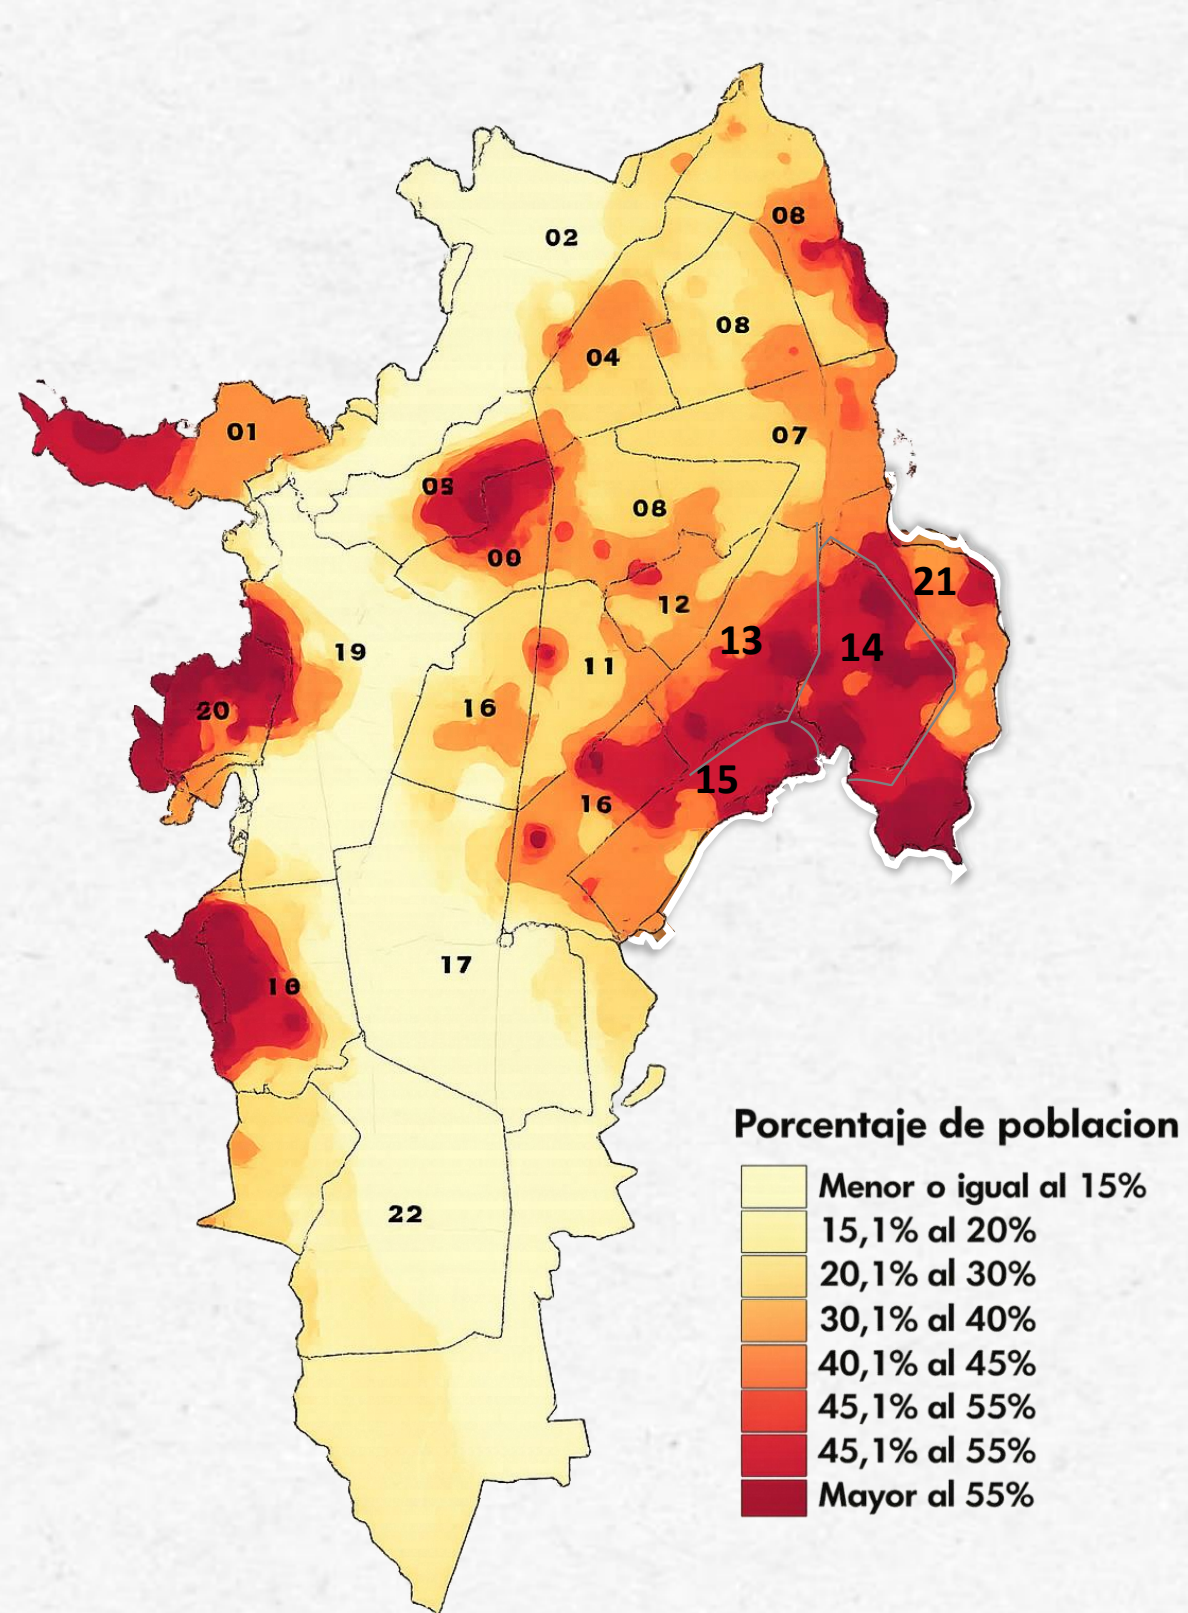 08
02
08
04
01
07
05
08
00
21
12
13
14
19
11
16
20
15
16
17
10
22
Porcentaje de poblacion
Menor o igual al 15%
15,1% al 20%
20,1% al 30%
30,1% al 40%
40,1% al 45%
45,1% al 55%
45,1% al 55%
Mayor al 55%